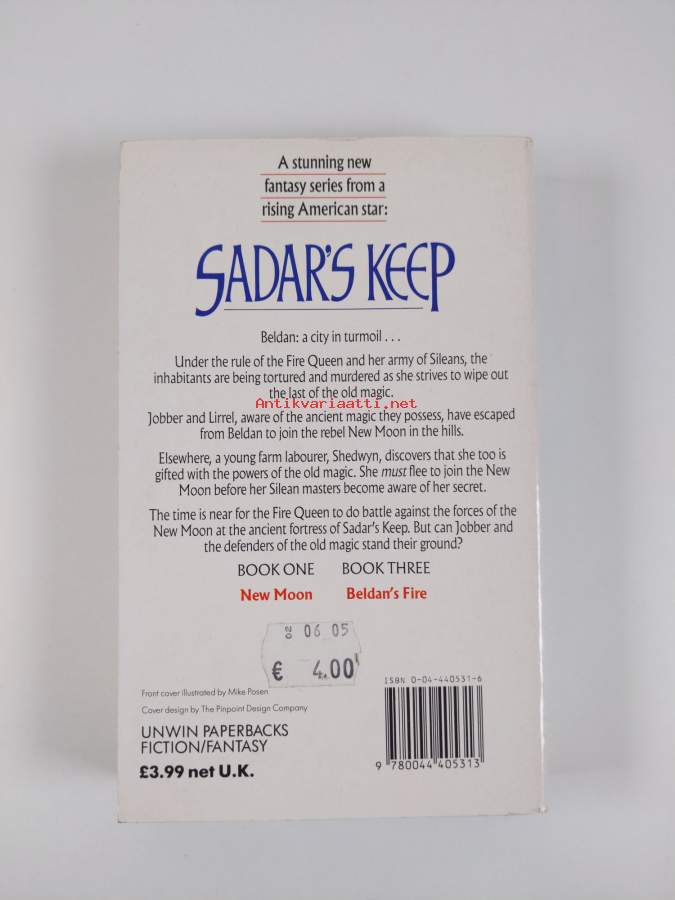 A stunning new
fantasy series from a
rising American star:
SADAR'S KEEP
Beldan: a city in turmoil . . .
Under the rule of the Fire Queen and her army of Sileans, the
inhabitants are being tortured and murdered as she strives to wipe out
the last of the old magic.
Antikvariaatti.net
Jobber and Lirrel, aware of the ancient magic they possess, have escaped
from Beldan to join the rebel New Moon in the hills.
Elsewhere, a young farm labourer, Shedwyn, discovers that she too is
gifted with the powers of the old magic. She must flee to join the New
Moon before her Silean masters become aware of her secret.
The time is near for the Fire Queen to do battle against the forces of the
New Moon at the ancient fortress of Sadar's Keep. But can Jobber and
the defenders of the old magic stand their ground?
BOOK ONE BOOK THREE
New Moon Beldan's Fire
02 06 05
€ 4.00
Front cover illustrated by Mike Posen
Cover design by The Pinpoint Design Company
UNWIN PAPERBACKS
FICTION/FANTASY
£3.99 net U.K.
ISBN 0-04-440531-6
9 780044 405313